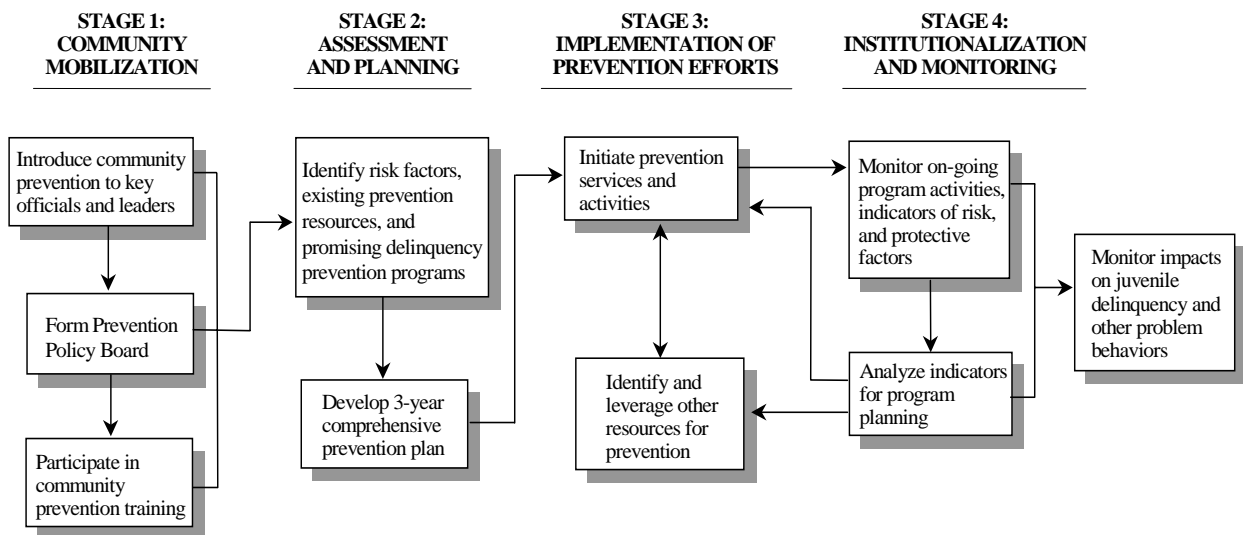 STAGE 1:
COMMUNITY
MOBILIZATION
STAGE 2:
ASSESSMENT
AND PLANNING
STAGE 3:
IMPLEMENTATION OF
PREVENTION EFFORTS
STAGE 4:
INSTITUTIONALIZATION
AND MONITORING
Introduce community
prevention to key
officials and leaders
Form Prevention
Policy Board
Participate in
community
prevention training
Identify risk factors,
existing prevention
resources, and
promising delinquency
prevention programs
Develop 3-year
comprehensive
prevention plan
Initiate prevention
services and
activities
Identify and
leverage other
resources for
prevention
Monitor on-going
program activities,
indicators of risk,
and protective
factors
Analyze indicators
for program
planning
Monitor impacts
on juvenile
delinquency and
other problem
behaviors